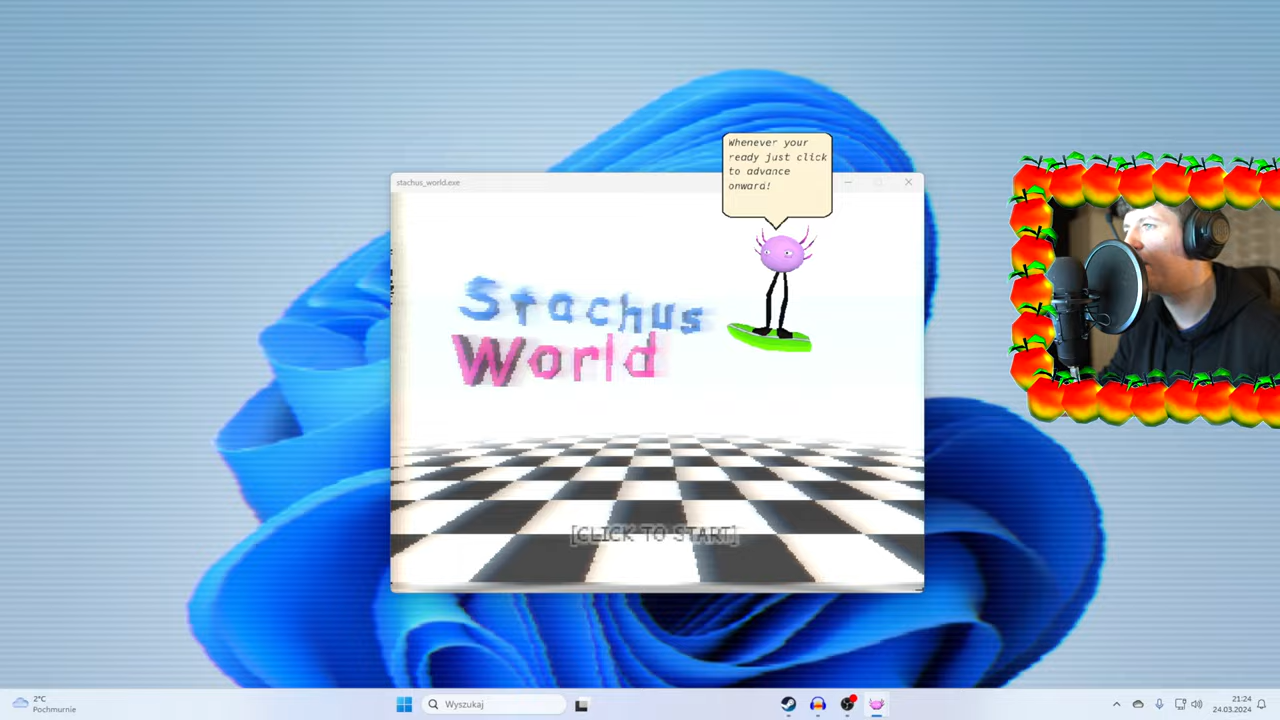 Whenever your
ready just click
to advance
onward!
stachus_world.exe
Stachus
World
[CLICK TO START]
2°C
Pochmurnie
Wyszukaj
21:24
24.03.2024